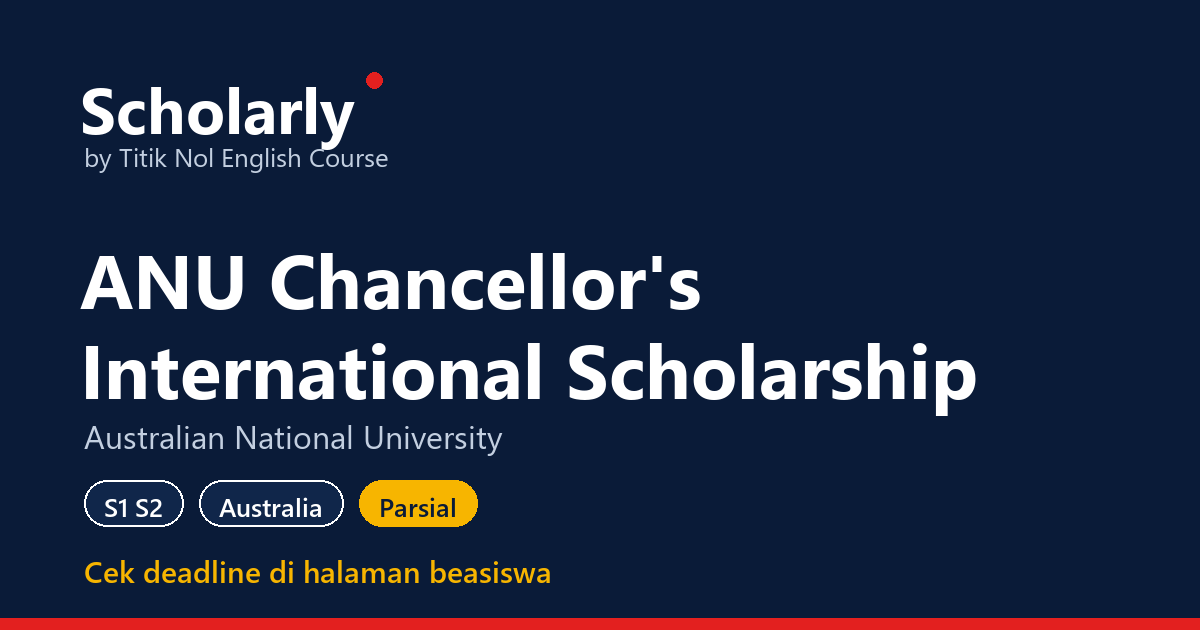 Scholarly
by Titik Nol English Course
ANU Chancellor's
International Scholarship
Australian National University
S1 S2
Australia
Parsial
Cek deadline di halaman beasiswa